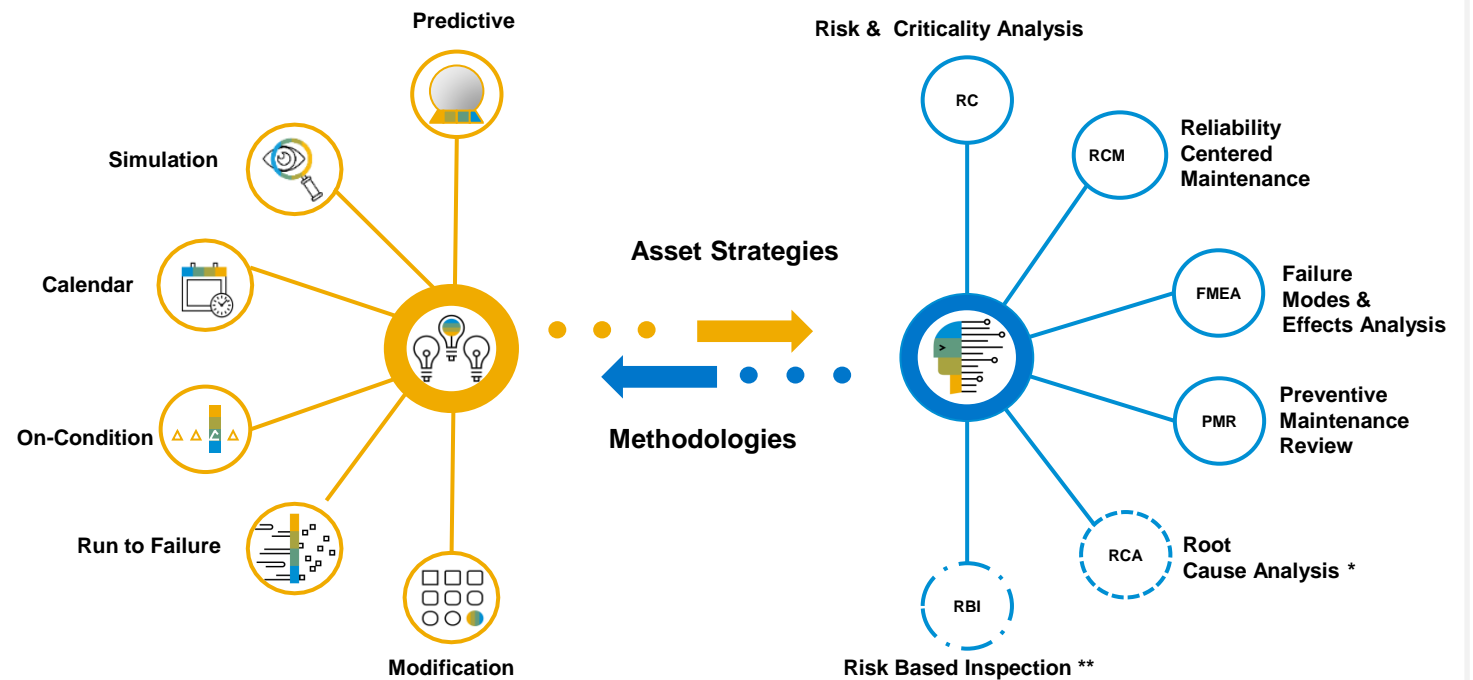 Predictive
Simulation
Calendar
On-Condition
Run to Failure
Modification
Asset Strategies
Methodologies
Risk & Criticality Analysis
RC
RCM
Reliability
Centered
Maintenance
FMEA
Failure
Modes &
Effects Analysis
>
PMR
Preventive
Maintenance
Review
RCA
Root
Cause Analysis *
RBI
Risk Based Inspection **